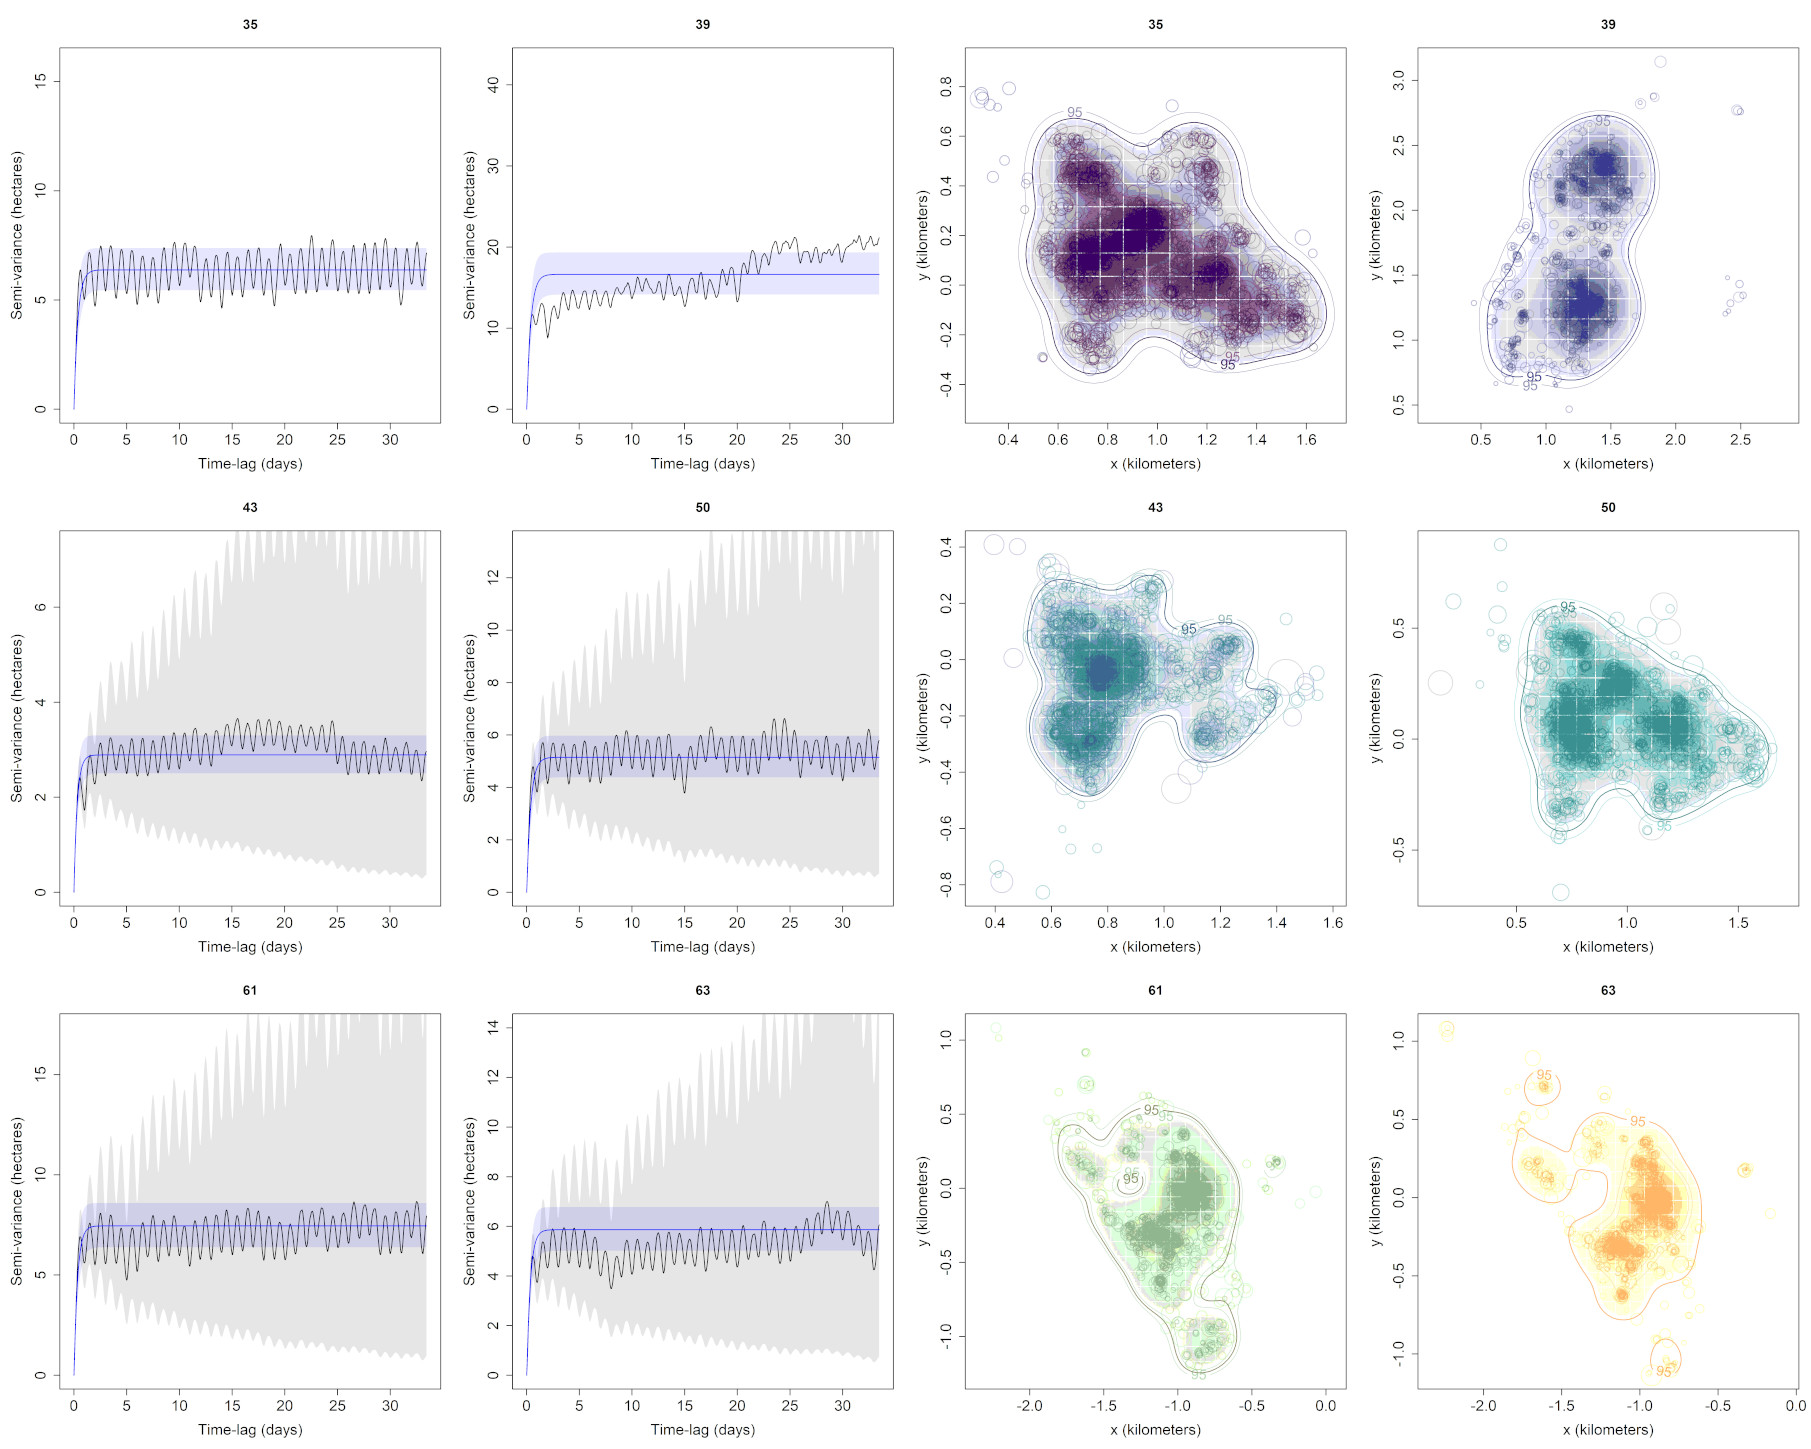 35
39
35
39
Semi-variance (hectares)
0 5 10 15
0 5 10 15 20 25 30
Time-lag (days)
Semi-variance (hectares)
0 10 20 30 40
0 5 10 15 20 25 30
Time-lag (days)
y (kilometers)
-0.4 -0.2 0.0 0.2 0.4 0.6 0.8
95
95
95
0.4 0.6 0.8 1.0 1.2 1.4 1.6
x (kilometers)
y (kilometers)
0.5 1.0 1.5 2.0 2.5 3.0
95
95
95
0.5 1.0 1.5 2.0 2.5
x (kilometers)
43
50
43
50
Semi-variance (hectares)
0 2 4 6
0 5 10 15 20 25 30
Time-lag (days)
Semi-variance (hectares)
0 2 4 6 8 10 12
0 5 10 15 20 25 30
Time-lag (days)
y (kilometers)
-0.8 -0.6 -0.4 -0.2 0.0 0.2 0.4
95
95
0.4 0.6 0.8 1.0 1.2 1.4 1.6
x (kilometers)
y (kilometers)
-0.5 0.0 0.5
95
95
0.5 1.0 1.5
x (kilometers)
61
63
61
63
Semi-variance (hectares)
0 5 10 15
0 5 10 15 20 25 30
Time-lag (days)
Semi-variance (hectares)
0 2 4 6 8 10 12 14
0 5 10 15 20 25 30
Time-lag (days)
y (kilometers)
-1.0 -0.5 0.0 0.5 1.0
95
95
95
95
-2.0 -1.5 -1.0 -0.5 0.0
x (kilometers)
y (kilometers)
-1.0 -0.5 0.0 0.5 1.0
95
95
95
-2.0 -1.5 -1.0 -0.5 0.0
x (kilometers)